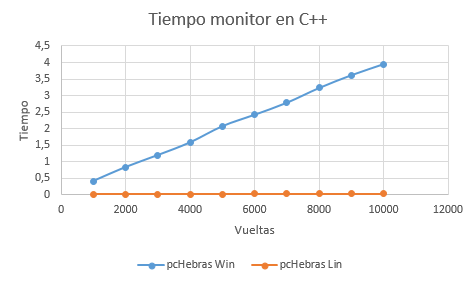 Tiempo monitor en C++
4,5
4
3,5
3
2,5
2
1,5
1
0,5
0
Tiempo
0 2000 4000 6000 8000 10000 12000
Vueltas
pcHebras Win pcHebras Lin